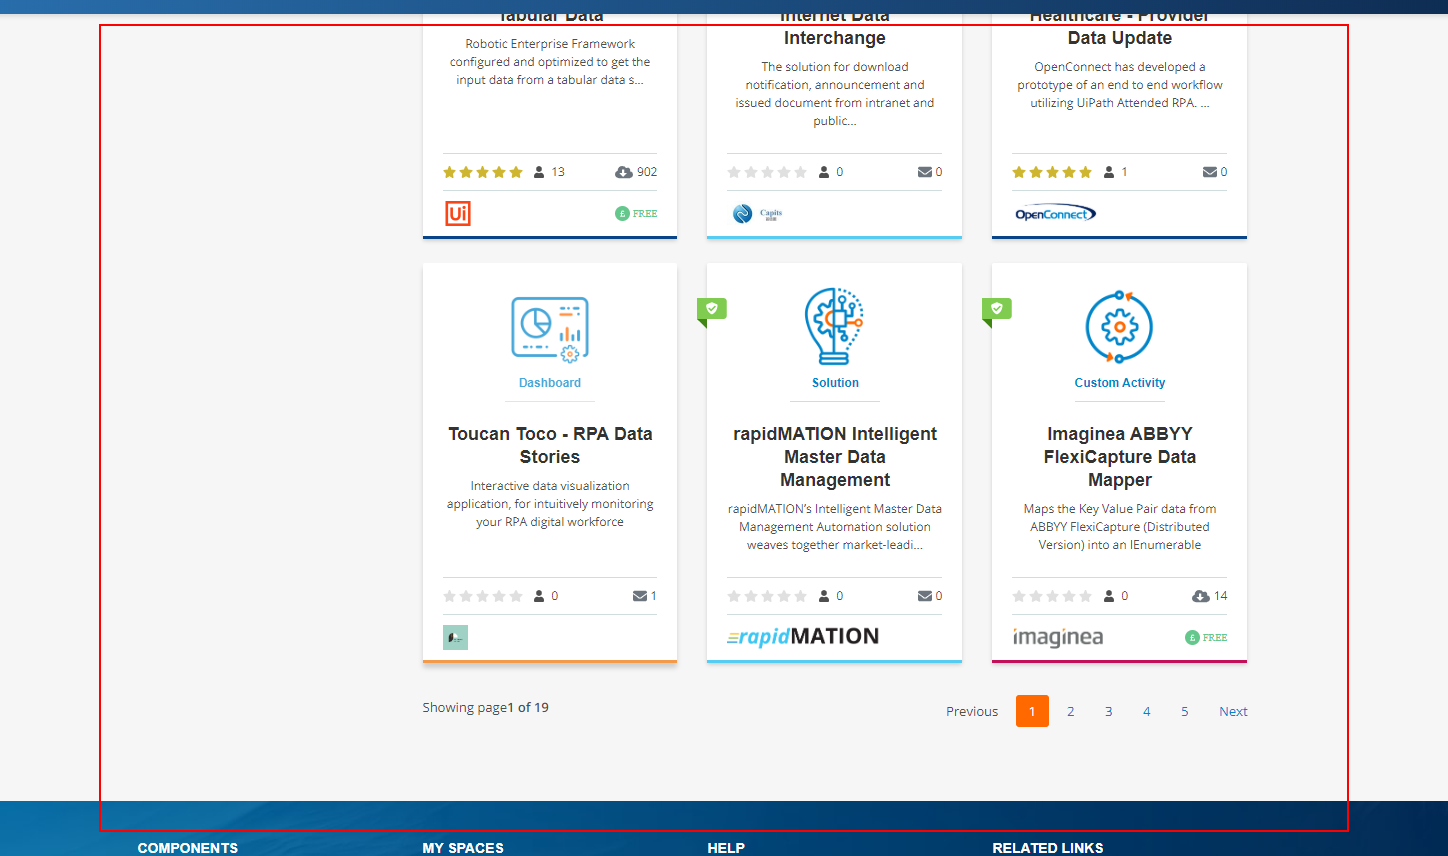 Tabular Data
Robotic Enterprise Framework
configured and optimized to get the
input data from a tabular data s...
13
902
Ui
£ FREE
Internet Data
Interchange
The solution for download
notification, announcement and
issued document from intranet and
public...
0
0
Capits
Healthcare - Provider
Data Update
OpenConnect has developed a
prototype of an end to end workflow
utilizing UiPath Attended RPA. ...
1
0
OpenConnect
Dashboard
Toucan Toco - RPA Data
Stories
Interactive data visualization
application, for intuitively monitoring
your RPA digital workforce
0
1
Solution
rapidMATION Intelligent
Master Data
Management
rapidMATION's Intelligent Master Data
Management Automation solution
weaves together market-leadi...
0
0
rapidMATION
Custom Activity
Imaginea ABBYY
FlexiCapture Data
Mapper
Maps the Key Value Pair data from
ABBYY FlexiCapture (Distributed
Version) into an IEnumerable
0
14
imaginea
£ FREE
Showing page1 of 19
Previous 1 2 3 4 5 Next
COMPONENTS
MY SPACES
HELP
RELATED LINKS